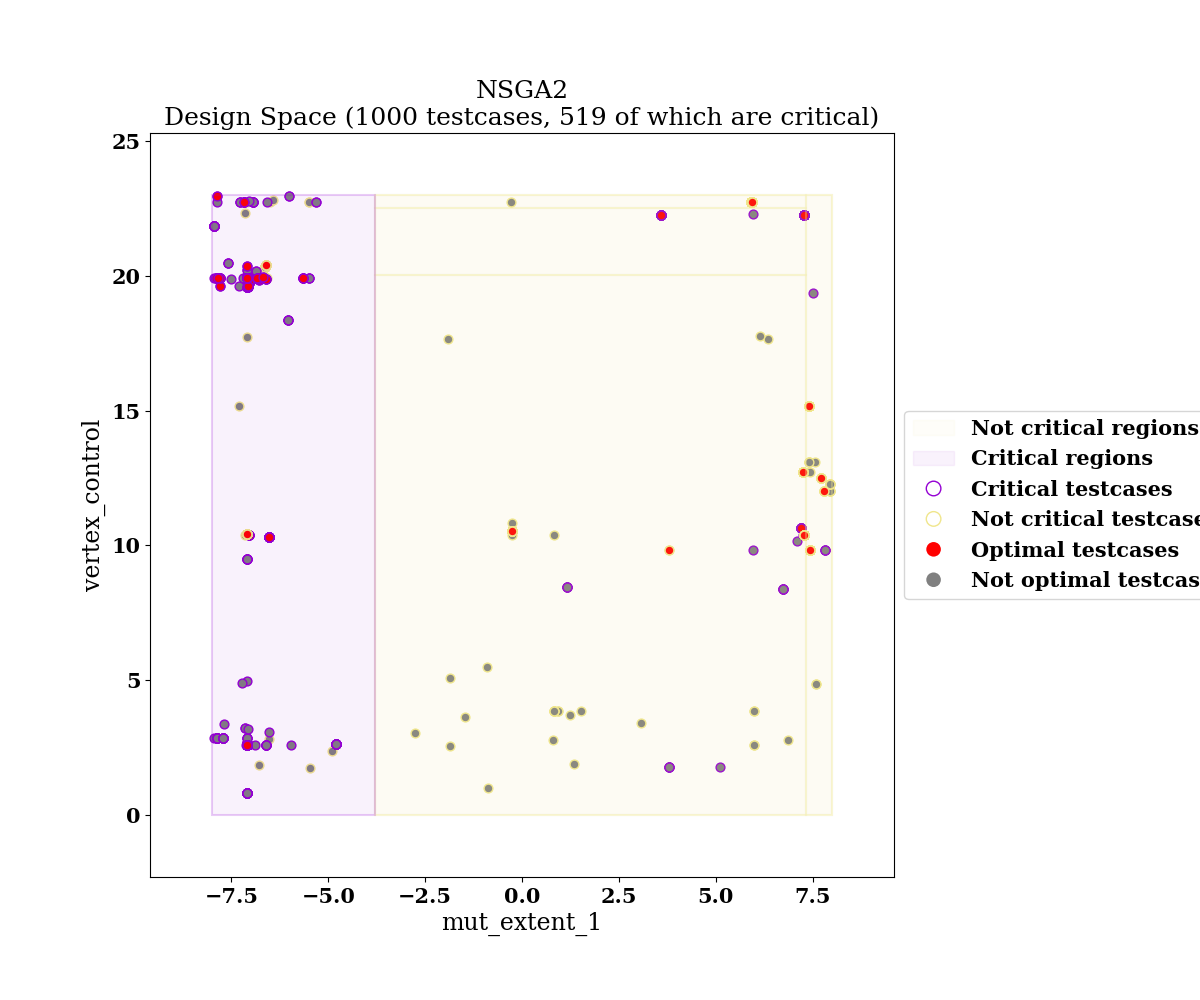 NSGA2
Design Space (1000 testcases, 519 of which are critical)
25
20
15
10
5
0
vertex_control
−7.5
−5.0
−2.5
0.0
2.5
5.0
7.5
mut_extent_1
Not critical regions
Critical regions
Critical testcases
Not critical testcase
Optimal testcases
Not optimal testcas